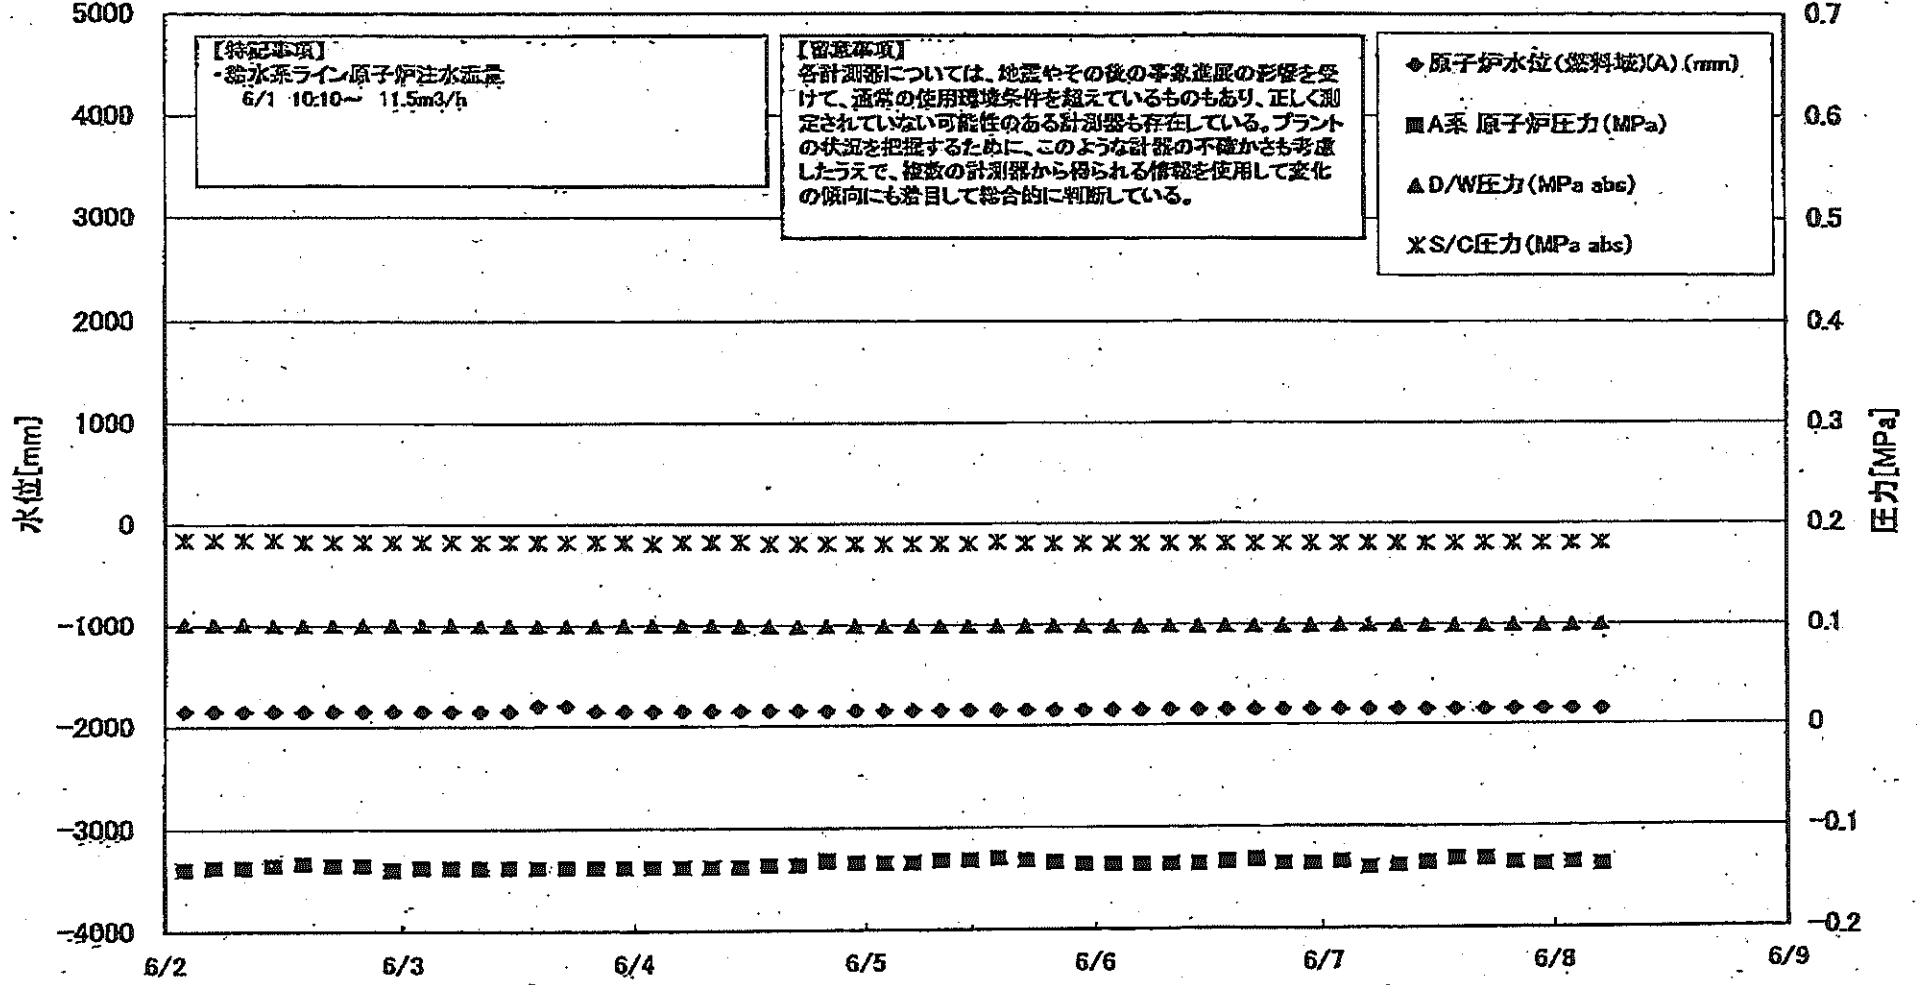 5000
4000
3000
2000
1000
0
-1000
-2000
-3000
-4000
水位[mm]
【特記事項】
・給水系ライン原子炉注水流量
6/1 10:10～ 11.5m3/h
【留意事項】
各計測器については、地震やその後の事象進展の影響を受
けて、通常の使用環境条件を超えているものもあり、正しく測
定されていない可能性のある計測器も存在している。プラント
の状況を把握するために、このような計器の不確かさも考慮
したうえで、複数の計測器から得られる情報を使用して変化
の傾向にも着目して総合的に判断している。
原子炉水位(燃料域)(A) (mm)
A系 原子炉圧力(MPa)
D/W圧力(MPa abs)
S/C圧力(MPa abs)
0.7
0.6
0.5
0.4
0.3
0.2
0.1
0
-0.1
-0.2
圧力[MPa]
6/2 6/3 6/4 6/5 6/6 6/7 6/8 6/9